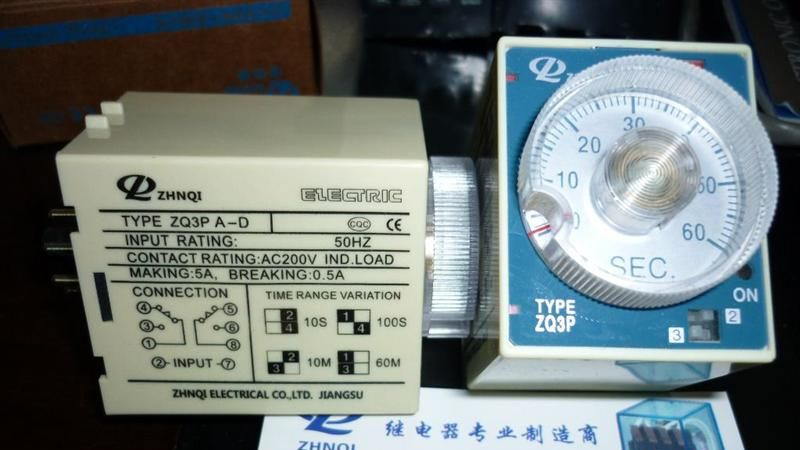 ZHNQI
ELECTRIC
TYPE ZQ3P A-D
CQC CE
INPUT RATING: 50HZ
CONTACT RATING:AC200V IND.LOAD
MAKING:5A, BREAKING:0.5A
CONNECTION
4 5
3 6
1 8
2 -INPUT- 7
TIME RANGE VARIATION
2 4 10S
1 4 100S
2 3 10M
1 3 60M
ZHNQI ELECTRICAL CO.,LTD. JIANGSU
0 10 20 30 50 60
SEC.
TYPE
ZQ3P
ON
3 2
ZHNQI
继电器专业制造商